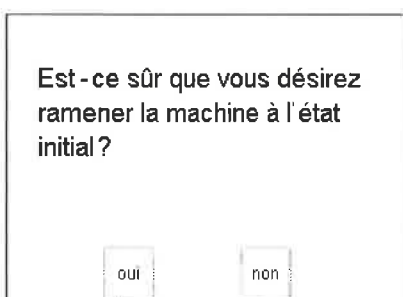 Est-ce sûr que vous désirez
ramener la machine à l'état
initial?
oui non